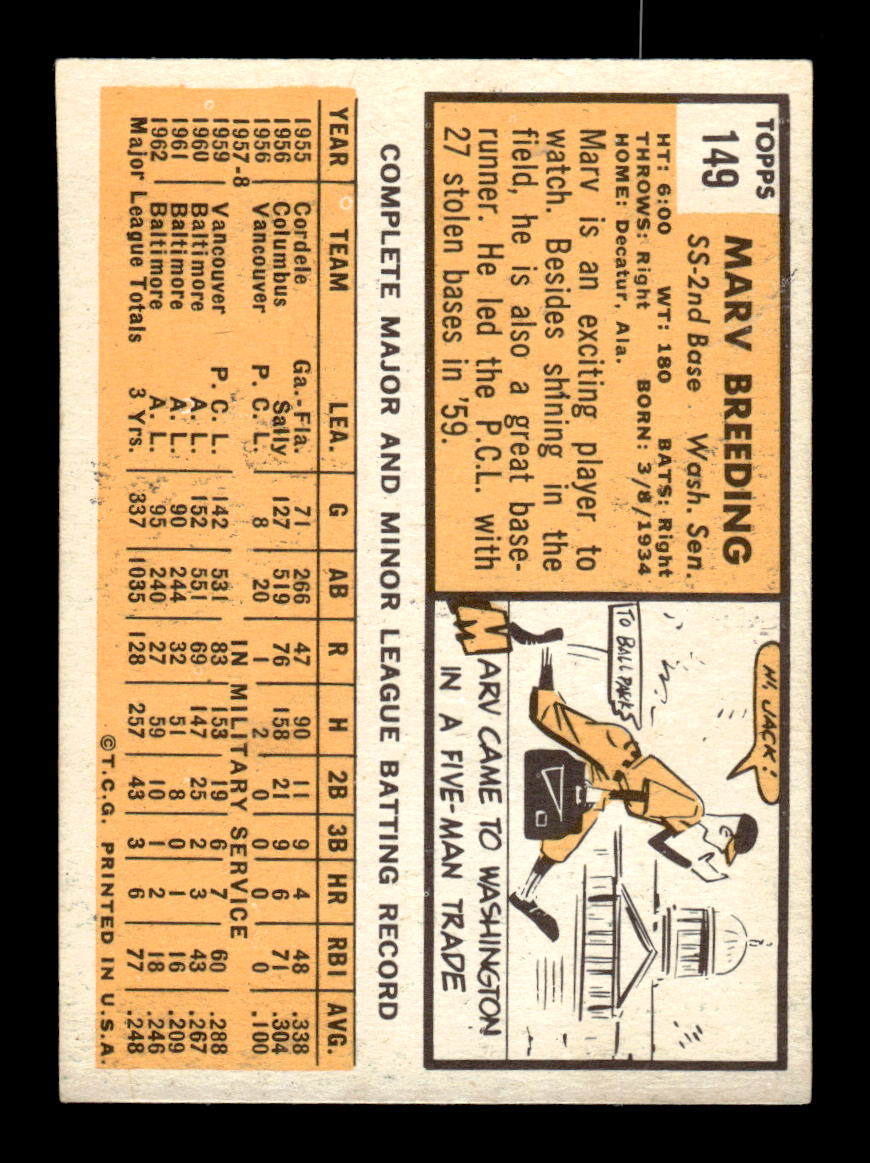 TOPPS
149
MARV BREEDING
SS-2nd Base Wash. Sen.
HT: 6:00 WT: 180 BATS: Right
THROWS: Right BORN: 3/8/1934
HOME: Decatur, Ala.
Marv is an exciting player to
watch. Besides shining in the
field, he is also a great base-
runner. He led the P.C.L. with
27 stolen bases in '59.
HI, JACK!
TO BALL PARKS
MARV CAME TO WASHINGTON
IN A FIVE-MAN TRADE
COMPLETE MAJOR AND MINOR LEAGUE BATTING RECORD
YEAR TEAM LEA. G AB R H 2B 3B HR RBI AVG.
1955 Cordele Ga.-Fla. 71 266 47 90 11 9 4 48 .338
1956 Columbus Sally 127 519 76 158 21 9 6 71 .304
1956 Vancouver P. C. L. 8 20 1 2 0 0 0 0 .100
1957-8 IN MILITARY SERVICE
1959 Vancouver P. C. L. 142 531 83 153 19 6 7 60 .288
1960 Baltimore A. L. 152 551 69 147 25 2 3 43 .267
1961 Baltimore A. L. 90 244 32 51 8 0 1 16 .209
1962 Baltimore A. L. 95 240 27 59 10 1 2 18 .246
Major League Totals 3 Yrs. 337 1035 128 257 43 3 6 77 .248
©T.C.G. PRINTED IN U.S.A.